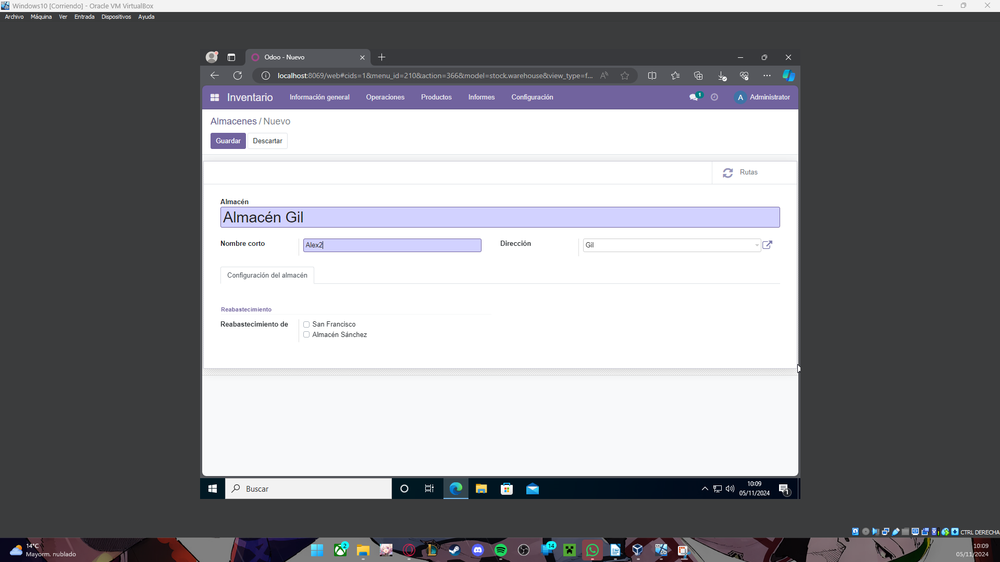 Windows10 [Corriendo] - Oracle VM VirtualBox
Archivo Máquina Ver Entrada Dispositivos Ayuda
Odoo - Nuevo
localhost:8069/web#cids=1&menu_id=210&action=366&model=stock.warehouse&view_type=f...
Inventario Información general Operaciones Productos Informes Configuración 1 A Administrator
Almacenes / Nuevo
Guardar Descartar
Rutas
Almacén
Almacén Gil
Nombre corto Alex2 Dirección Gil
Configuración del almacén
Reabastecimiento
Reabastecimiento de San Francisco
Almacén Sánchez
Buscar
10:09
05/11/2024
1
CTRL DERECHA
14°C
Mayorm. nublado
2
14
10:09
05/11/2024